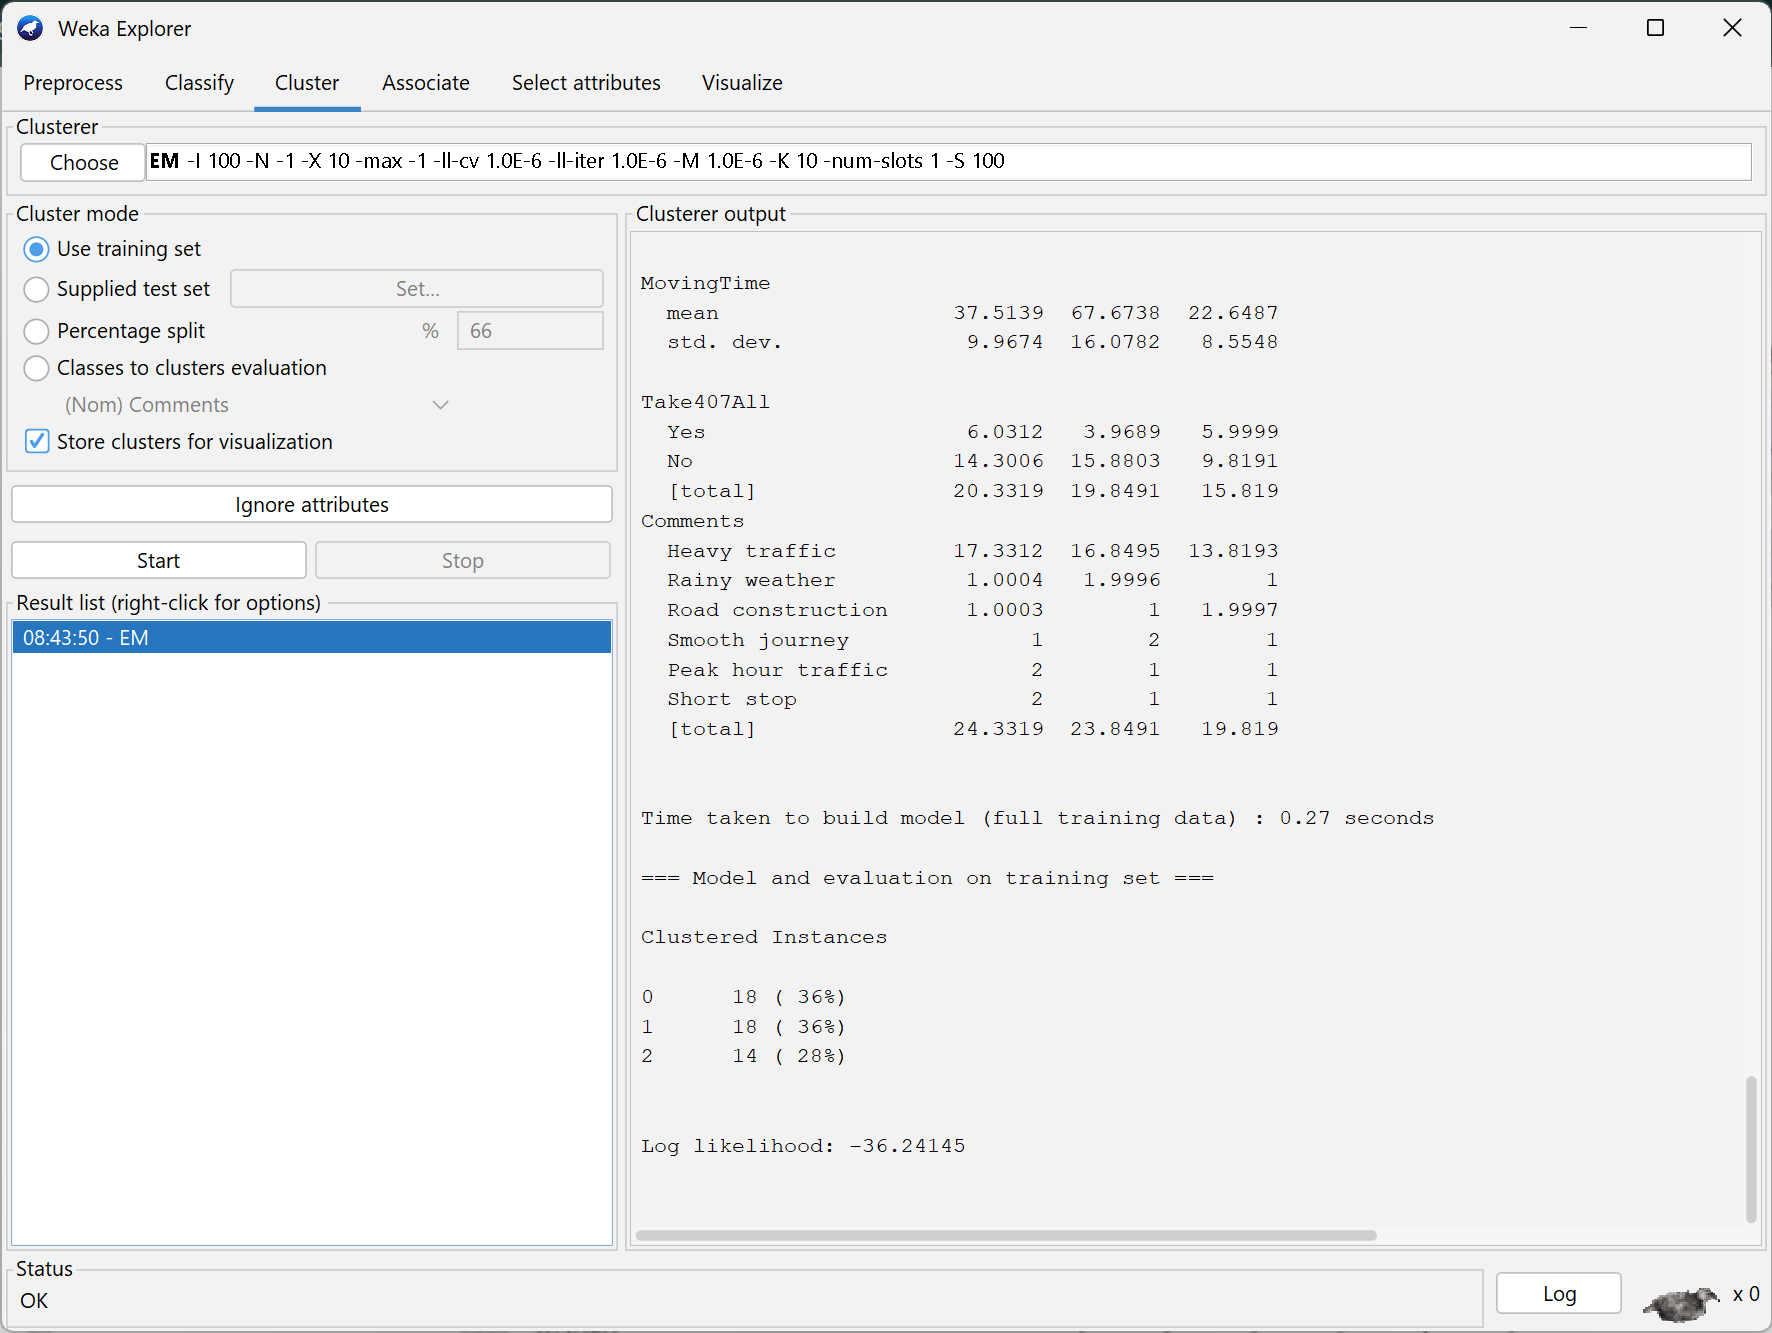 Weka Explorer
Preprocess Classify Cluster Associate Select attributes Visualize
Clusterer
Choose EM -I 100 -N -1 -X 10 -max -1 -ll-cv 1.0E-6 -ll-iter 1.0E-6 -M 1.0E-6 -K 10 -num-slots 1 -S 100
Cluster mode
Use training set
Supplied test set Set...
Percentage split % 66
Classes to clusters evaluation
(Nom) Comments
Store clusters for visualization
Ignore attributes
Start Stop
Result list (right-click for options)
08:43:50 - EM
Clusterer output
MovingTime
mean 37.5139 67.6738 22.6487
std. dev. 9.9674 16.0782 8.5548
Take407All
Yes 6.0312 3.9689 5.9999
No 14.3006 15.8803 9.8191
[total] 20.3319 19.8491 15.819
Comments
Heavy traffic 17.3312 16.8495 13.8193
Rainy weather 1.0004 1.9996 1
Road construction 1.0003 1 1.9997
Smooth journey 1 2 1
Peak hour traffic 2 1 1
Short stop 2 1 1
[total] 24.3319 23.8491 19.819
Time taken to build model (full training data) : 0.27 seconds
=== Model and evaluation on training set ===
Clustered Instances
0 18 ( 36%)
1 18 ( 36%)
2 14 ( 28%)
Log likelihood: -36.24145
Status
OK
Log x 0